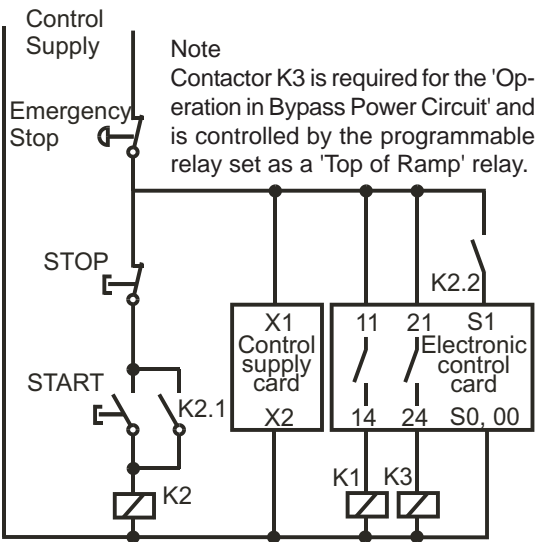 Control
Supply
Note
Contactor K3 is required for the 'Op-
eration in Bypass Power Circuit' and
is controlled by the programmable
relay set as a 'Top of Ramp' relay.
Emergency
Stop
STOP
K2.2
X1
11
21
S1
Control
supply
card
Electronic
control
card
START
K2.1
X2
14
24
S0, 00
K2
K1
K3